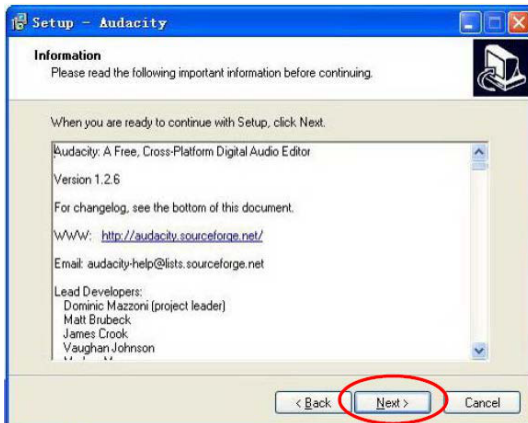 Setup - Audacity
Information
Please read the following important information before continuing.
When you are ready to continue with Setup, click Next.
Audacity: A Free, Cross-Platform Digital Audio Editor
Version 1.2.6
For changelog, see the bottom of this document.
WWW: http://audacity.sourceforge.net/
Email: audacity-help@lists.sourceforge.net
Lead Developers:
Dominic Mazzoni (project leader)
Matt Brubeck
James Crook
Vaughan Johnson
< Back Next > Cancel